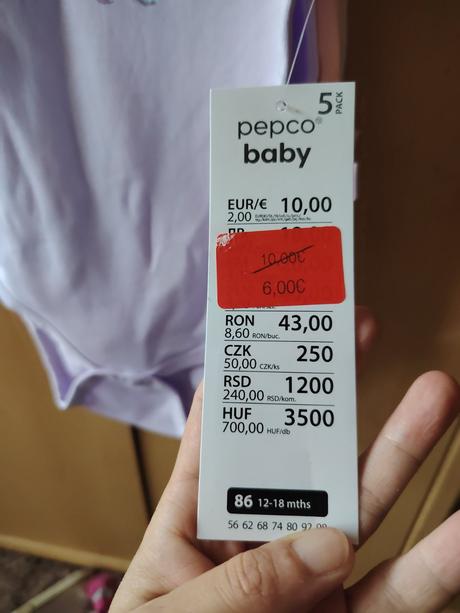 5 PACK
pepco®
baby
EUR/€ 10,00
2,00
10,00€
6,00€
RON 43,00
8,60 RON/buc.
CZK 250
50,00 CZK/ks
RSD 1200
240,00 RSD/kom.
HUF 3500
700,00 HUF/db
86 12-18 mths
56 62 68 74 80 92 98